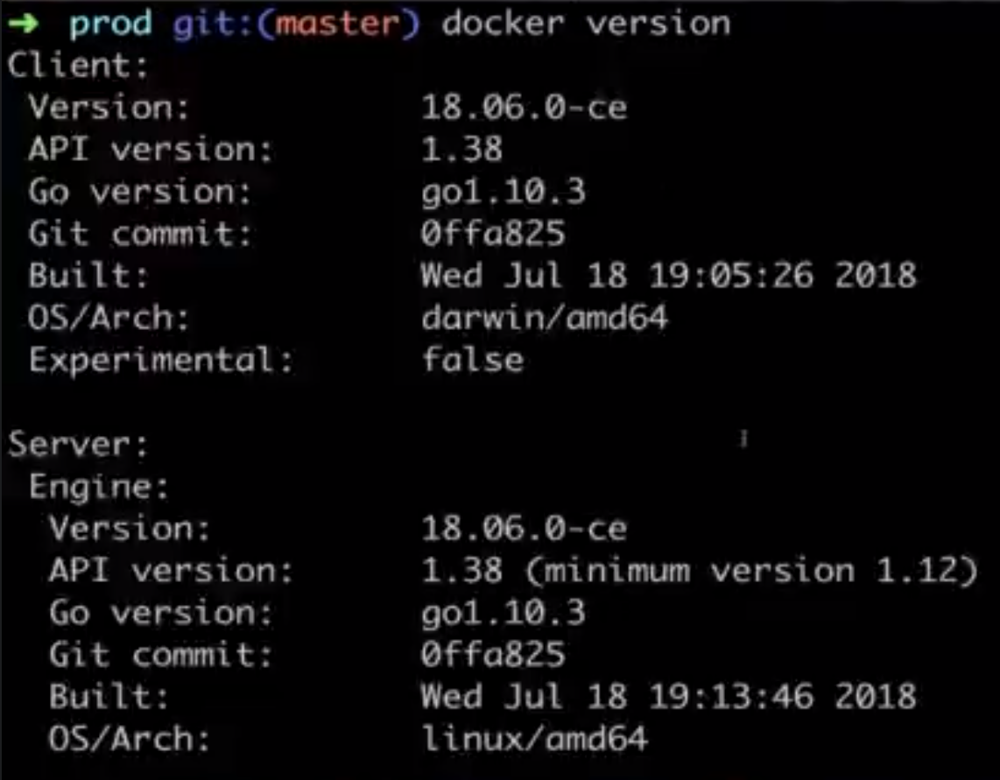 ➜ prod git:(master) docker version
Client:
 Version: 18.06.0-ce
 API version: 1.38
 Go version: go1.10.3
 Git commit: 0ffa825
 Built: Wed Jul 18 19:05:26 2018
 OS/Arch: darwin/amd64
 Experimental: false

Server:
 Engine:
  Version: 18.06.0-ce
  API version: 1.38 (minimum version 1.12)
  Go version: go1.10.3
  Git commit: 0ffa825
  Built: Wed Jul 18 19:13:46 2018
  OS/Arch: linux/amd64